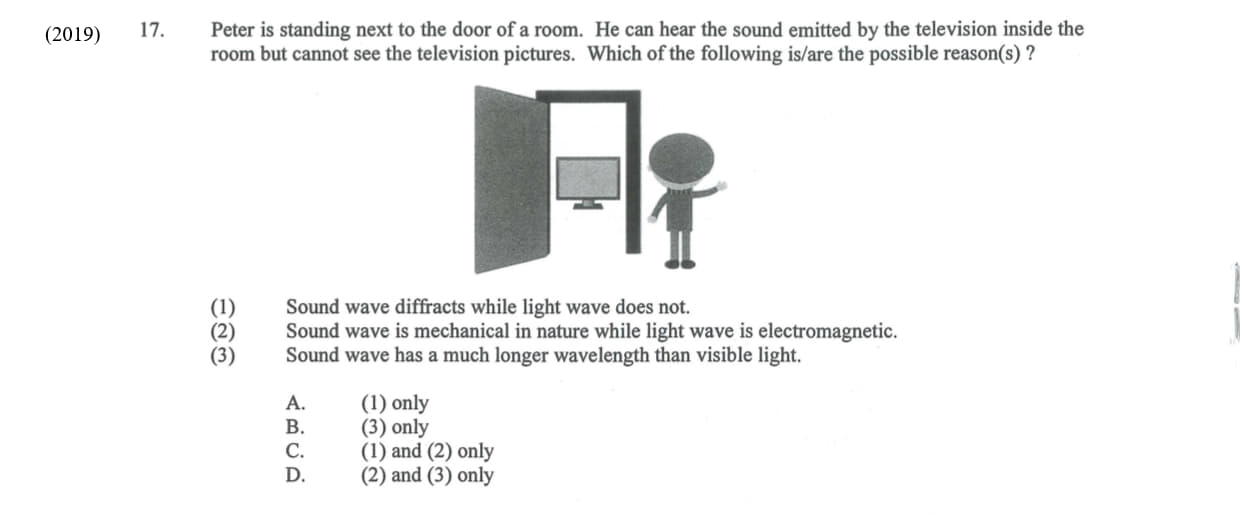 (2019) 17. Peter is standing next to the door of a room. He can hear the sound emitted by the television inside the
room but cannot see the television pictures. Which of the following is/are the possible reason(s) ?
(1) Sound wave diffracts while light wave does not.
(2) Sound wave is mechanical in nature while light wave is electromagnetic.
(3) Sound wave has a much longer wavelength than visible light.
A. (1) only
B. (3) only
C. (1) and (2) only
D. (2) and (3) only